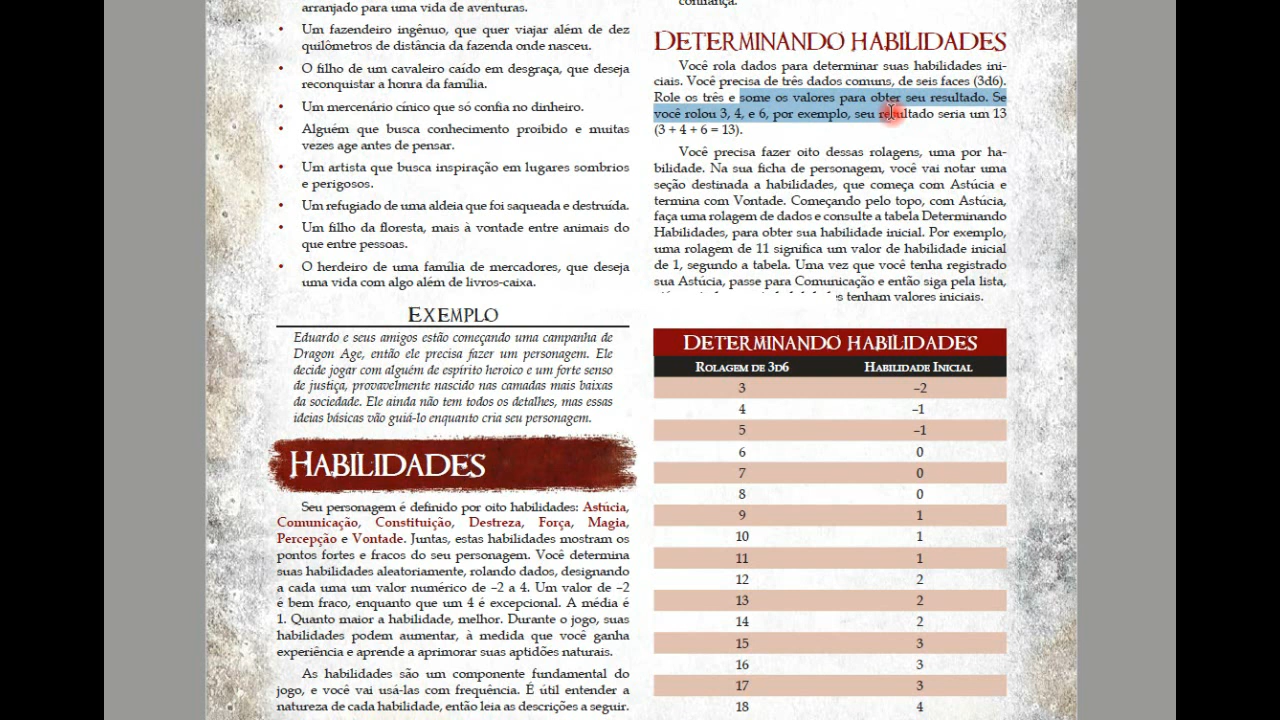 arranjado para uma vida de aventuras.
• Um fazendeiro ingênuo, que quer viajar além de dez
quilômetros de distância da fazenda onde nasceu.
• O filho de um cavaleiro caído em desgraça, que deseja
reconquistar a honra da família.
• Um mercenário cínico que só confia no dinheiro.
• Alguém que busca conhecimento proibido e muitas
vezes age antes de pensar.
• Um artista que busca inspiração em lugares sombrios
e perigosos.
• Um refugiado de uma aldeia que foi saqueada e destruída.
• Um filho da floresta, mais à vontade entre animais do
que entre pessoas.
• O herdeiro de uma família de mercadores, que deseja
uma vida com algo além de livros-caixa.
Exemplo
Eduardo e seus amigos estão começando uma campanha de
Dragon Age, então ele precisa fazer um personagem. Ele
decide jogar com alguém de espírito heroico e um forte senso
de justiça, provavelmente nascido nas camadas mais baixas
da sociedade. Ele ainda não tem todos os detalhes, mas essas
ideias básicas vão guiá-lo enquanto cria seu personagem.
Habilidades
Seu personagem é definido por oito habilidades: Astúcia,
Comunicação, Constituição, Destreza, Força, Magia,
Percepção e Vontade. Juntas, estas habilidades mostram os
pontos fortes e fracos do seu personagem. Você determina
suas habilidades aleatoriamente, rolando dados, designando
a cada uma um valor numérico de –2 a 4. Um valor de –2
é bem fraco, enquanto que um 4 é excepcional. A média é
1. Quanto maior a habilidade, melhor. Durante o jogo, suas
habilidades podem aumentar, à medida que você ganha
experiência e aprende a aprimorar suas aptidões naturais.
As habilidades são um componente fundamental do
jogo, e você vai usá-las com frequência. É útil entender a
natureza de cada habilidade, então leia as descrições a seguir.
confiança.
Determinando Habilidades
Você rola dados para determinar suas habilidades ini-
ciais. Você precisa de três dados comuns, de seis faces (3d6).
Role os três e some os valores para obter seu resultado. Se
você rolou 3, 4, e 6, por exemplo, seu resultado seria um 13
(3 + 4 + 6 = 13).
Você precisa fazer oito dessas rolagens, uma por ha-
bilidade. Na sua ficha de personagem, você vai notar uma
seção destinada a habilidades, que começa com Astúcia e
termina com Vontade. Começando pelo topo, com Astúcia,
faça uma rolagem de dados e consulte a tabela Determinando
Habilidades, para obter sua habilidade inicial. Por exemplo,
uma rolagem de 11 significa um valor de habilidade inicial
de 1, segundo a tabela. Uma vez que você tenha registrado
sua Astúcia, passe para Comunicação e então siga pela lista,
tenham valores iniciais.
Determinando Habilidades
Rolagem de 3d6 Habilidade Inicial
3 –2
4 –1
5 –1
6 0
7 0
8 0
9 1
10 1
11 1
12 2
13 2
14 2
15 3
16 3
17 3
18 4